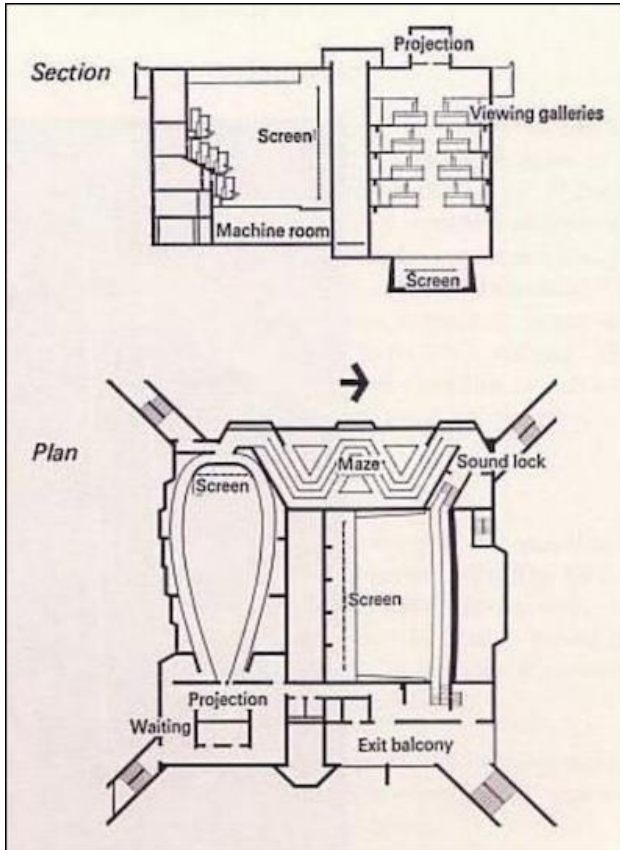 Section
Projection
Viewing galleries
Screen
Machine room
Screen
Plan
Maze
Sound lock
Screen
Screen
Projection
Waiting
Exit balcony